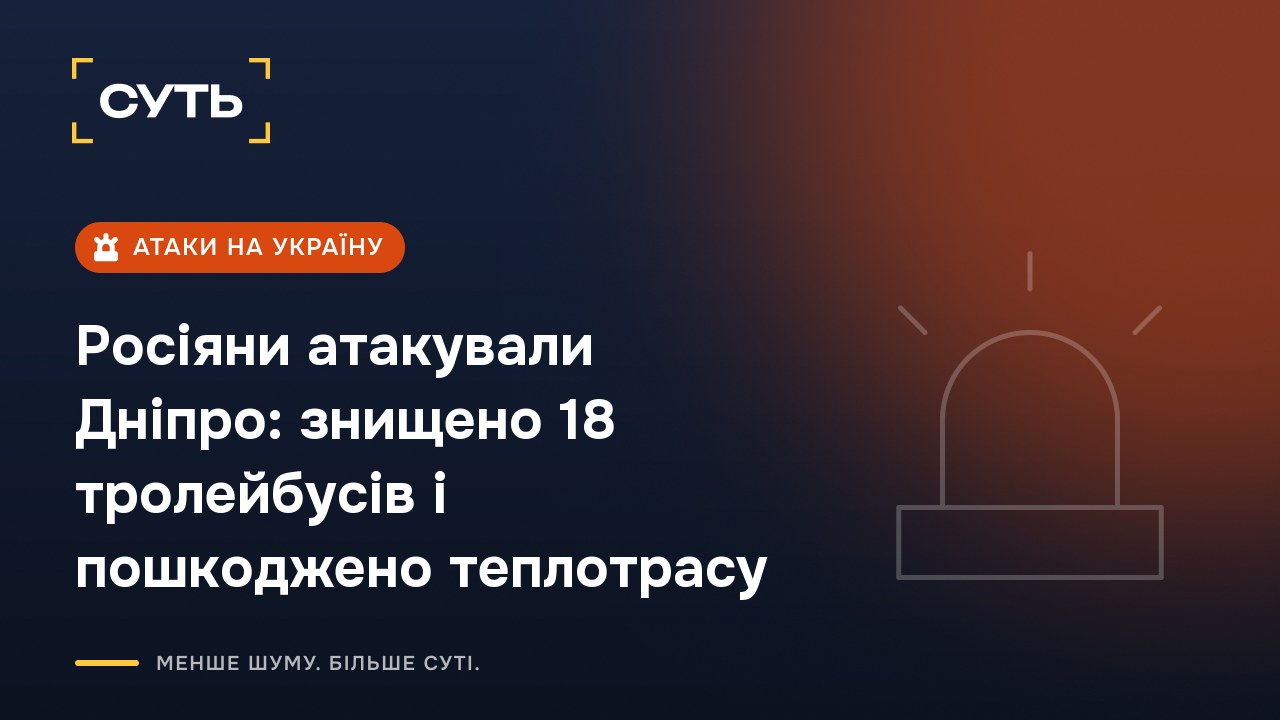 СУТЬ
АТАКИ НА УКРАЇНУ
Росіяни атакували
Дніпро: знищено 18
тролейбусів і
пошкоджено теплотрасу
МЕНШЕ ШУМУ. БІЛЬШЕ СУТІ.